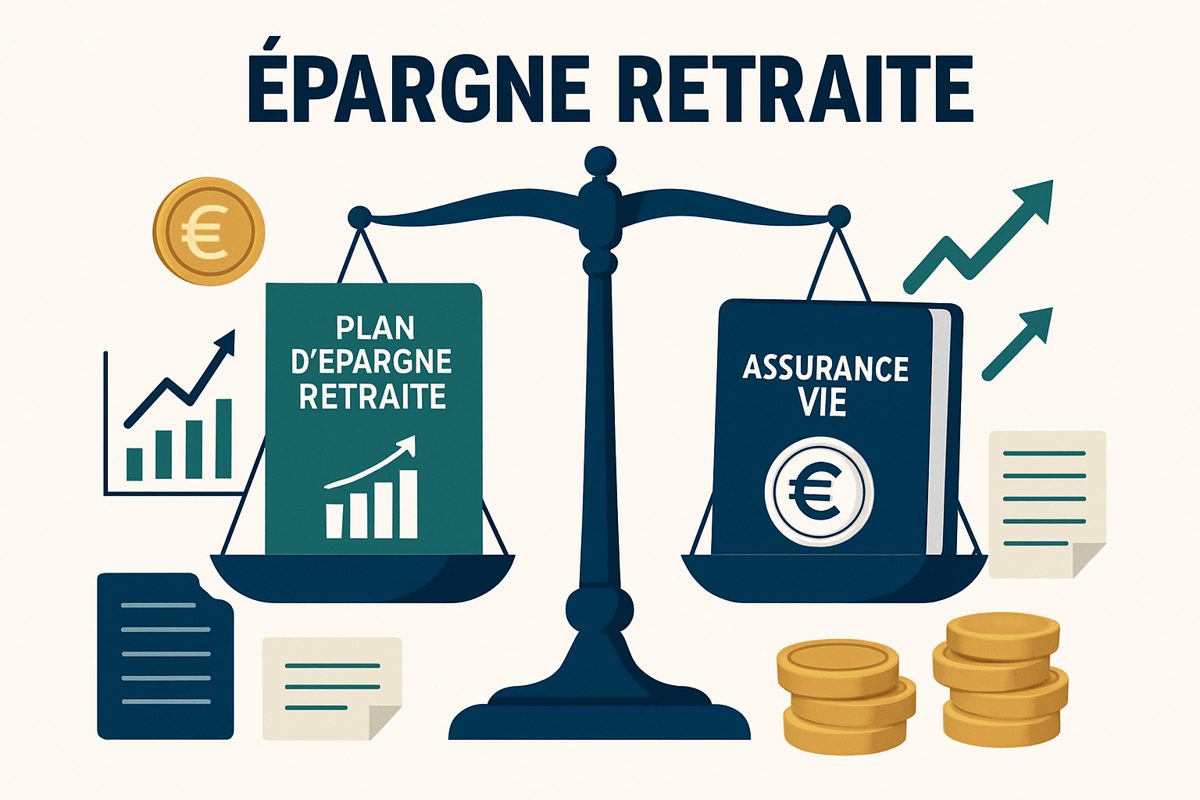 ÉPARGNE RETRAITE
€
PLAN
D'EPARGNE
RETRAITE
ASSURANCE
VIE
€